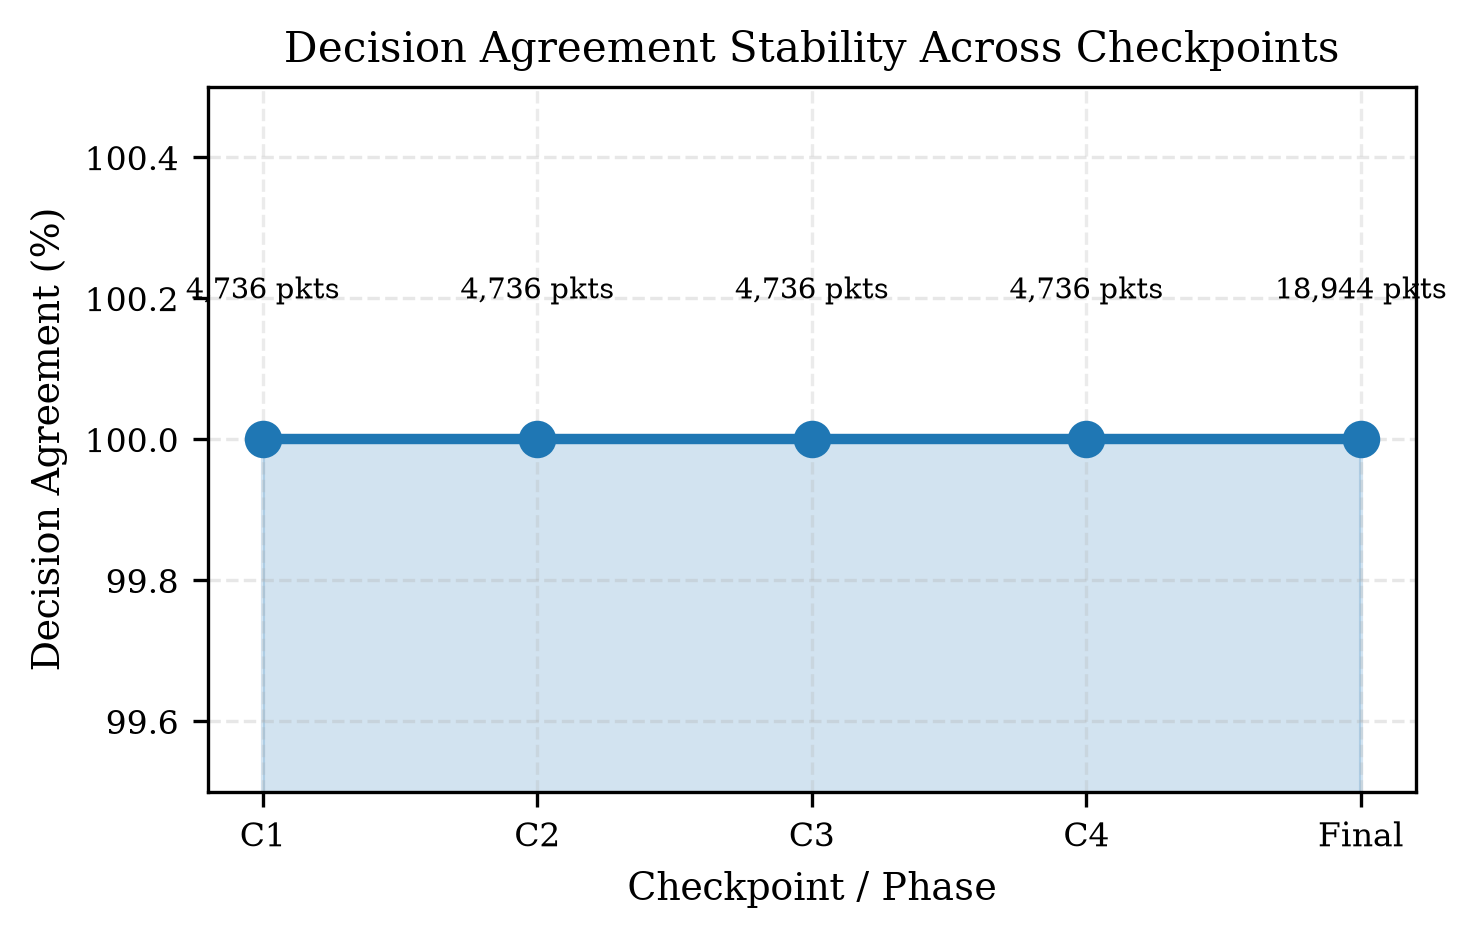 Decision Agreement Stability Across Checkpoints
Decision Agreement (%)
100.4
100.2
100.0
99.8
99.6
4,736 pkts
4,736 pkts
4,736 pkts
4,736 pkts
18,944 pkts
C1
C2
C3
C4
Final
Checkpoint / Phase